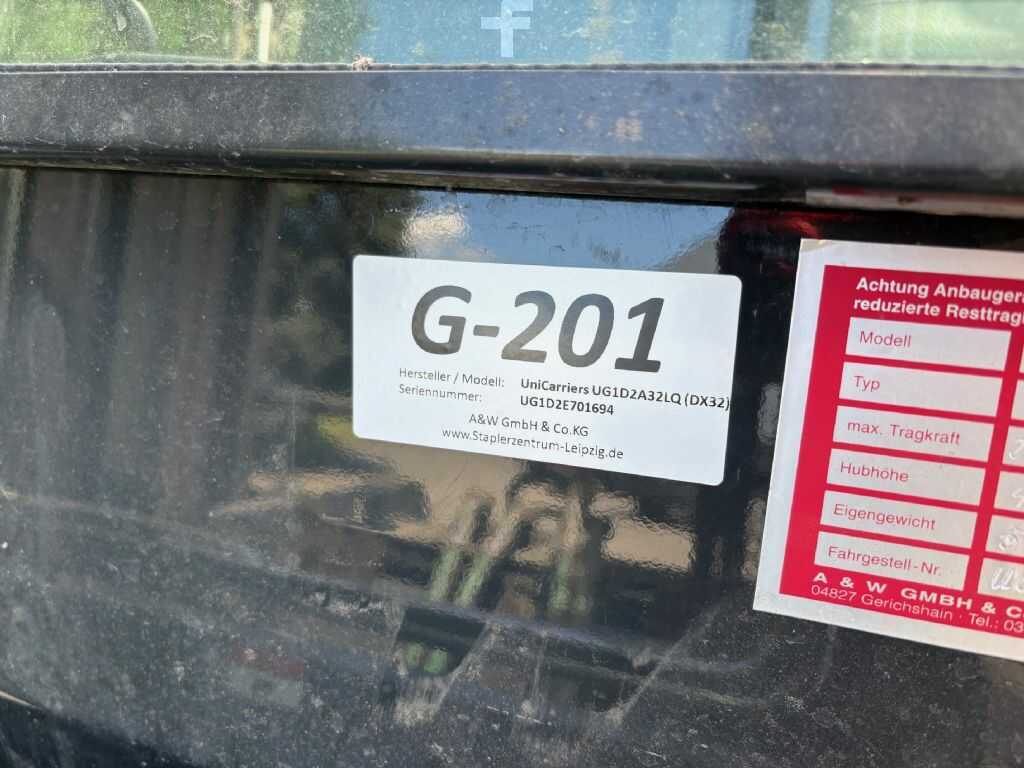 G-201
Hersteller / Modell: UniCarriers UG1D2A32LQ (DX32)
Seriennummer: UG1D2E701694
A&W GmbH & Co.KG
www.Staplerzentrum-Leipzig.de
Achtung Anbauger
reduzierte Resttrag
Modell
Typ
max. Tragkraft
Hubhöhe
Eigengewicht
Fahrgestell-Nr.
A & W GMBH & C
04827 Gerichshain · Tel.: 03